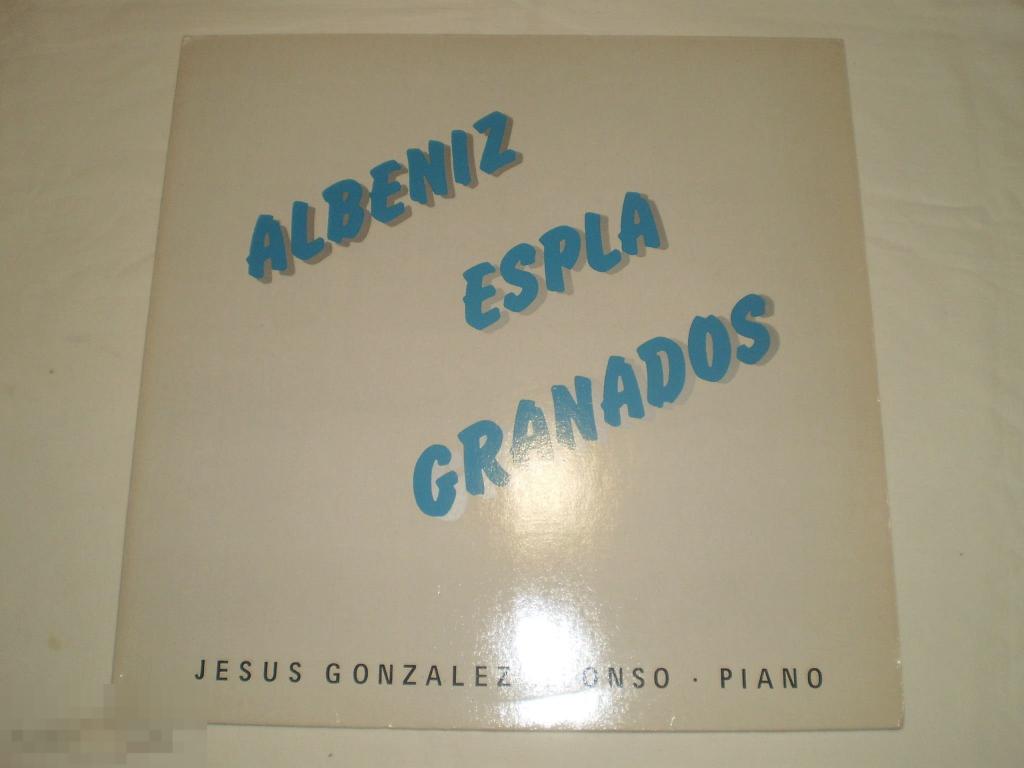 ALBENIZ
ESPLA
GRANADOS
JESUS GONZALEZ · PIANO